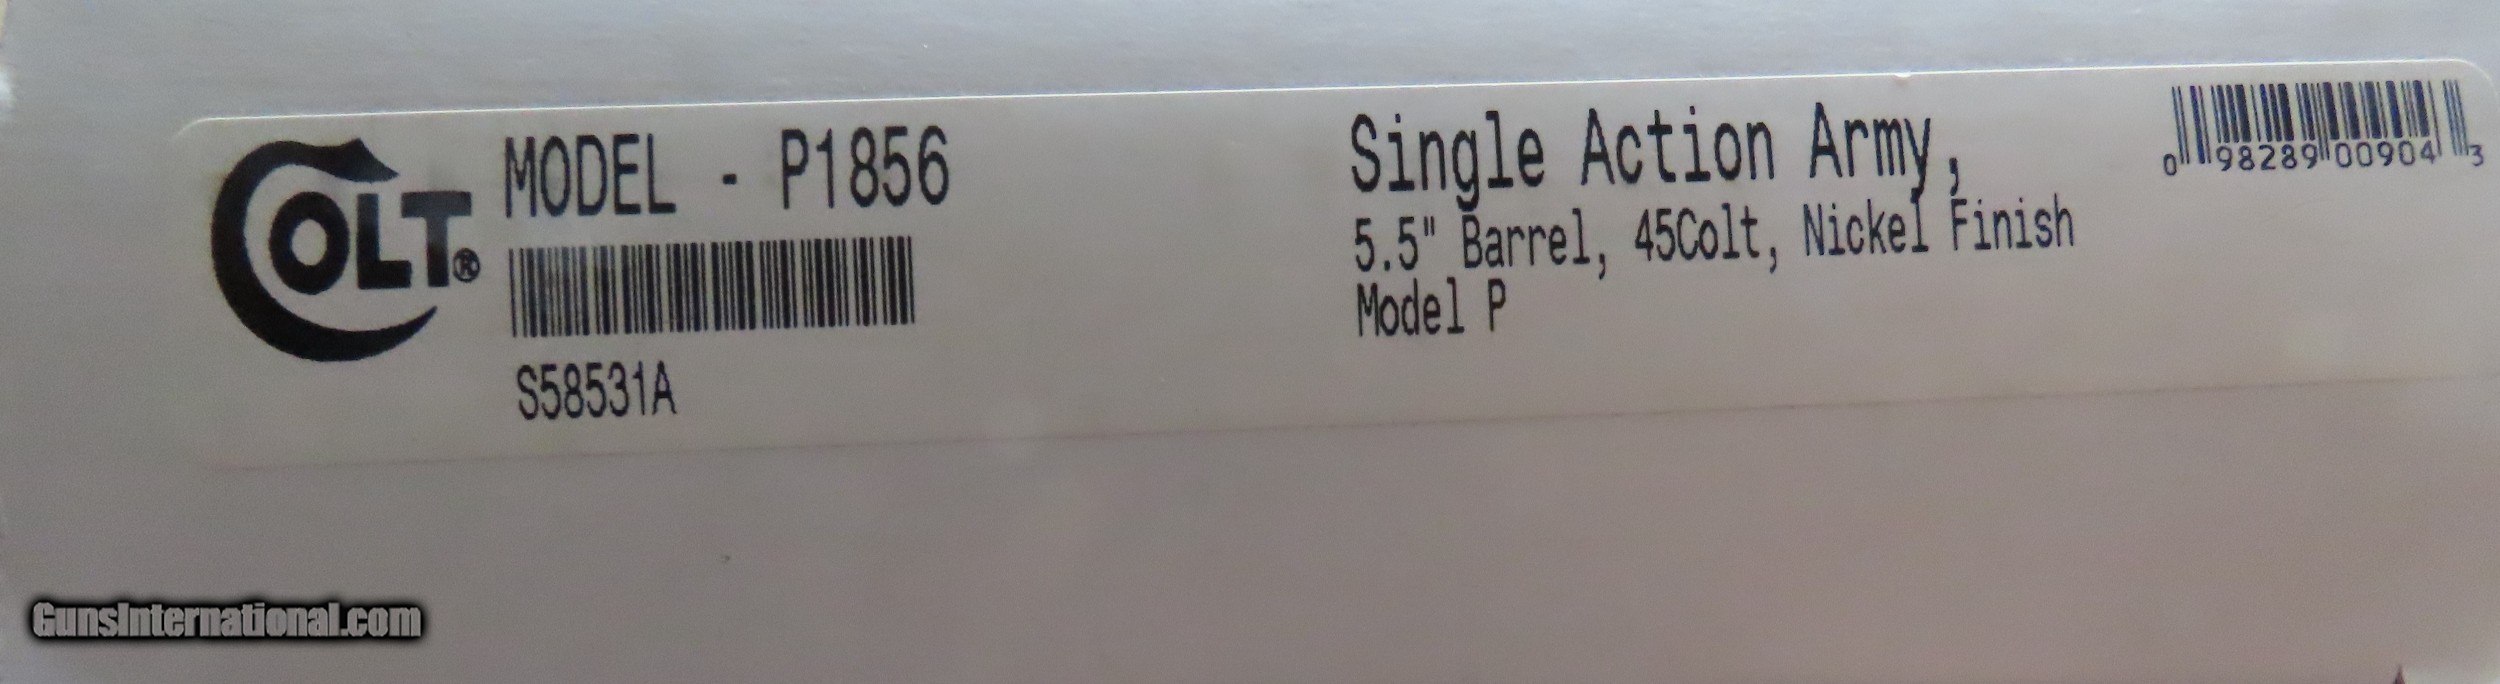 COLT®
MODEL - P1856
S58531A
Single Action Army,
5.5" Barrel, 45Colt, Nickel Finish
Model P
0 98289 00904 3
GunsInternational.com